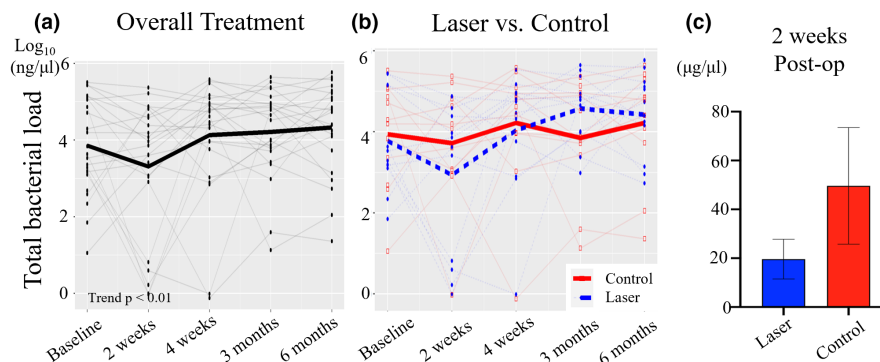 (a) Overall Treatment
Log10
(ng/μl)
Total bacterial load
6
4
2
0
Trend p < 0.01
Baseline
2 weeks
4 weeks
3 months
6 months
(b) Laser vs. Control
6
4
2
0
Control
Laser
Baseline
2 weeks
4 weeks
3 months
6 months
(c)
2 weeks
Post-op
(μg/μl)
80
60
40
20
0
Laser
Control